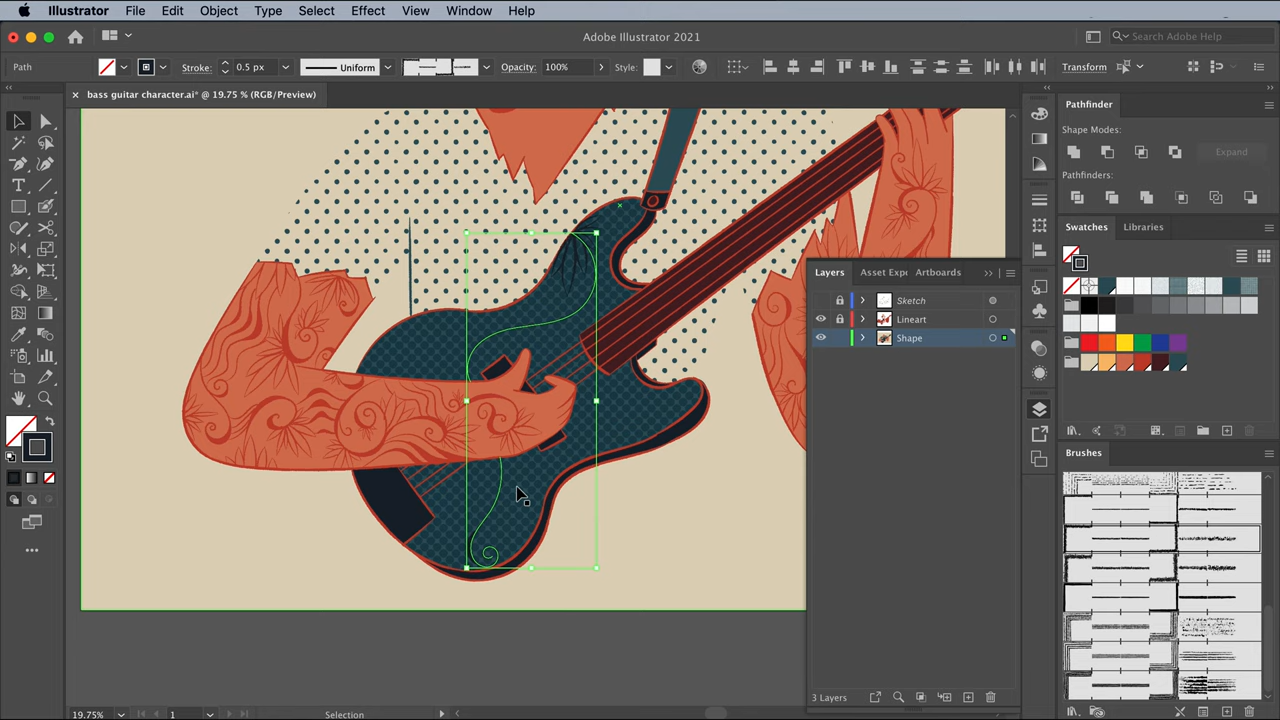 Illustrator File Edit Object Type Select Effect View Window Help
Adobe Illustrator 2021
Search Adobe Help
Path Stroke: 0.5 px Uniform Opacity: 100% Style: Transform
× bass guitar character.ai* @ 19.75 % (RGB/Preview)
Pathfinder
Shape Modes:
Expand
Pathfinders:
Swatches Libraries
Layers Asset Expo Artboards
Sketch
Lineart
Shape
Brushes
3 Layers
19.75% 1 Selection